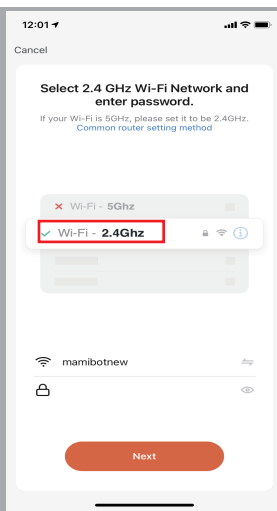 12:01
Cancel
Select 2.4 GHz Wi-Fi Network and
enter password.
If your Wi-Fi is 5GHz, please set it to be 2.4GHz.
Common router setting method
Wi-Fi - 5Ghz
Wi-Fi - 2.4Ghz
mamibotnew
Next